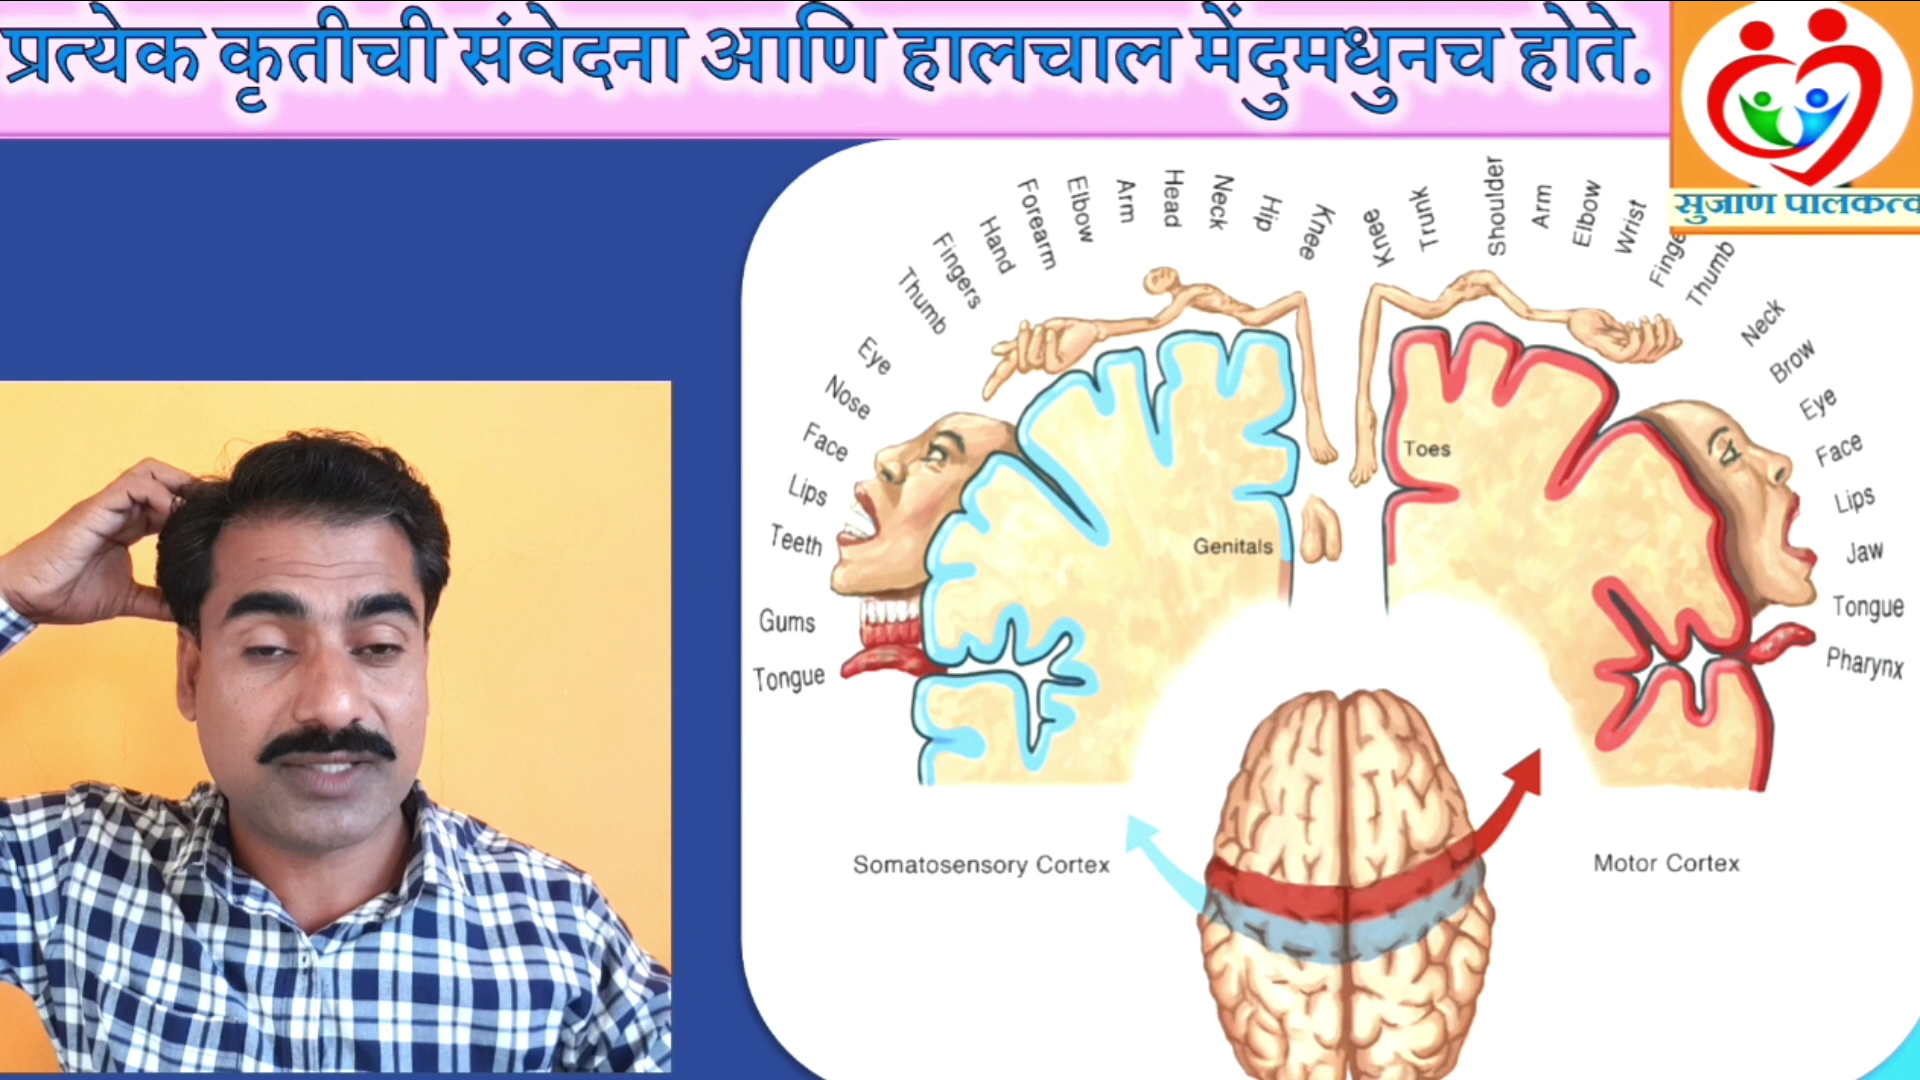 प्रत्येक कृतीची संवेदना आणि हालचाल मेंदुमधुनच होते.
सुजाण पालकत्व
Tongue
Gums
Teeth
Lips
Face
Nose
Eye
Thumb
Fingers
Hand
Forearm
Elbow
Arm
Head
Neck
Hip
Knee
Knee
Trunk
Shoulder
Arm
Elbow
Wrist
Finge
Thumb
Neck
Brow
Eye
Face
Lips
Jaw
Tongue
Pharynx
Toes
Genitals
Somatosensory Cortex
Motor Cortex